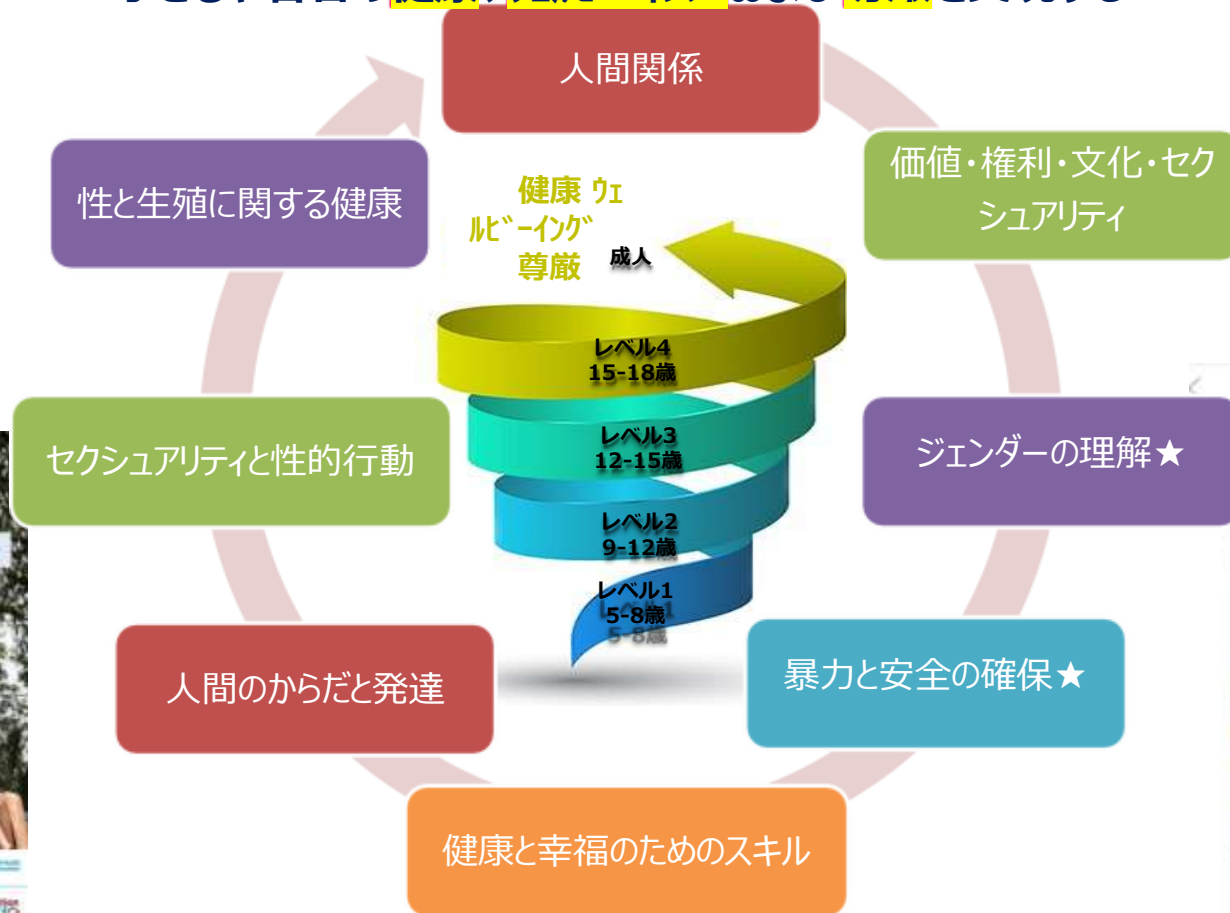 人間関係
価値・権利・文化・セク
シュアリティ
性と生殖に関する健康
健康 ｳｪ
ﾙﾋﾞｰｲﾝｸﾞ
尊厳
成人
レベル4
15-18歳
セクシュアリティと性的行動
レベル3
12-15歳
ジェンダーの理解★
レベル2
9-12歳
レベル1
5-8歳
人間のからだと発達
暴力と安全の確保★
健康と幸福のためのスキル